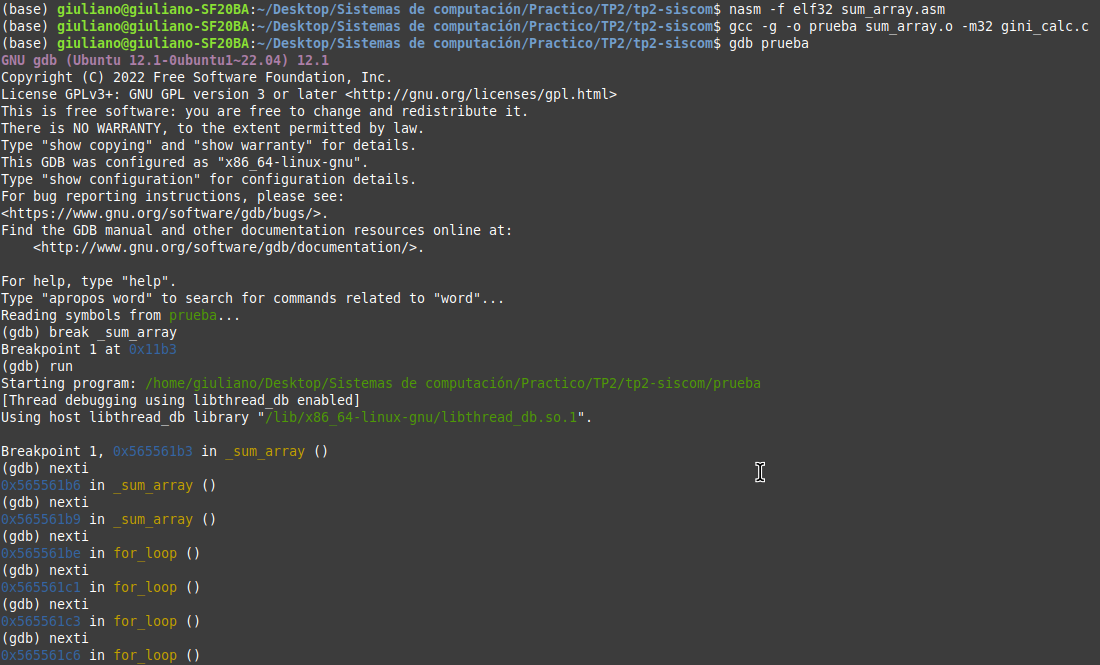 (base) giuliano@giuliano-SF20BA:~/Desktop/Sistemas de computación/Practico/TP2/tp2-siscom$ nasm -f elf32 sum_array.asm
(base) giuliano@giuliano-SF20BA:~/Desktop/Sistemas de computación/Practico/TP2/tp2-siscom$ gcc -g -o prueba sum_array.o -m32 gini_calc.c
(base) giuliano@giuliano-SF20BA:~/Desktop/Sistemas de computación/Practico/TP2/tp2-siscom$ gdb prueba
GNU gdb (Ubuntu 12.1-0ubuntu1~22.04) 12.1
Copyright (C) 2022 Free Software Foundation, Inc.
License GPLv3+: GNU GPL version 3 or later <http://gnu.org/licenses/gpl.html>
This is free software: you are free to change and redistribute it.
There is NO WARRANTY, to the extent permitted by law.
Type "show copying" and "show warranty" for details.
This GDB was configured as "x86_64-linux-gnu".
Type "show configuration" for configuration details.
For bug reporting instructions, please see:
<https://www.gnu.org/software/gdb/bugs/>.
Find the GDB manual and other documentation resources online at:
    <http://www.gnu.org/software/gdb/documentation/>.

For help, type "help".
Type "apropos word" to search for commands related to "word"...
Reading symbols from prueba...
(gdb) break _sum_array
Breakpoint 1 at 0x11b3
(gdb) run
Starting program: /home/giuliano/Desktop/Sistemas de computación/Practico/TP2/tp2-siscom/prueba
[Thread debugging using libthread_db enabled]
Using host libthread_db library "/lib/x86_64-linux-gnu/libthread_db.so.1".

Breakpoint 1, 0x565561b3 in _sum_array ()
(gdb) nexti
0x565561b6 in _sum_array ()
(gdb) nexti
0x565561b9 in _sum_array ()
(gdb) nexti
0x565561be in for_loop ()
(gdb) nexti
0x565561c1 in for_loop ()
(gdb) nexti
0x565561c3 in for_loop ()
(gdb) nexti
0x565561c6 in for_loop ()